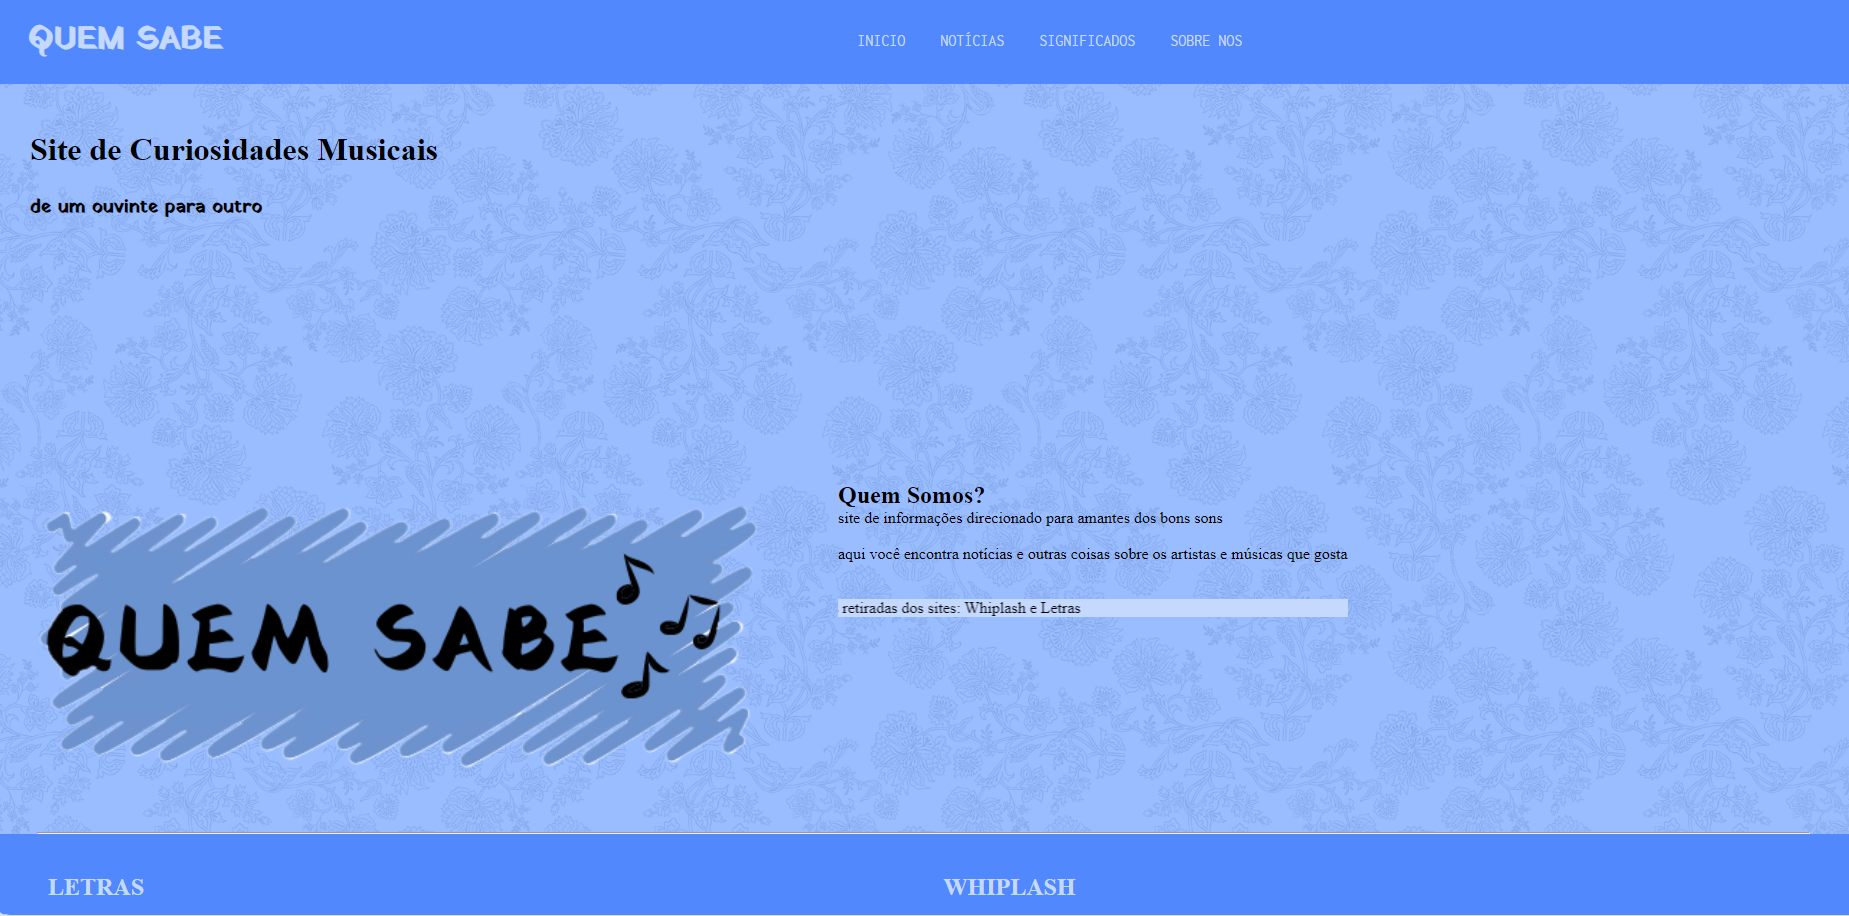 QUEM SABE
INICIO NOTÍCIAS SIGNIFICADOS SOBRE NOS
Site de Curiosidades Musicais
de um ouvinte para outro
Quem Somos?
site de informações direcionado para amantes dos bons sons
aqui você encontra notícias e outras coisas sobre os artistas e músicas que gosta
retiradas dos sites: Whiplash e Letras
QUEM SABE
LETRAS WHIPLASH